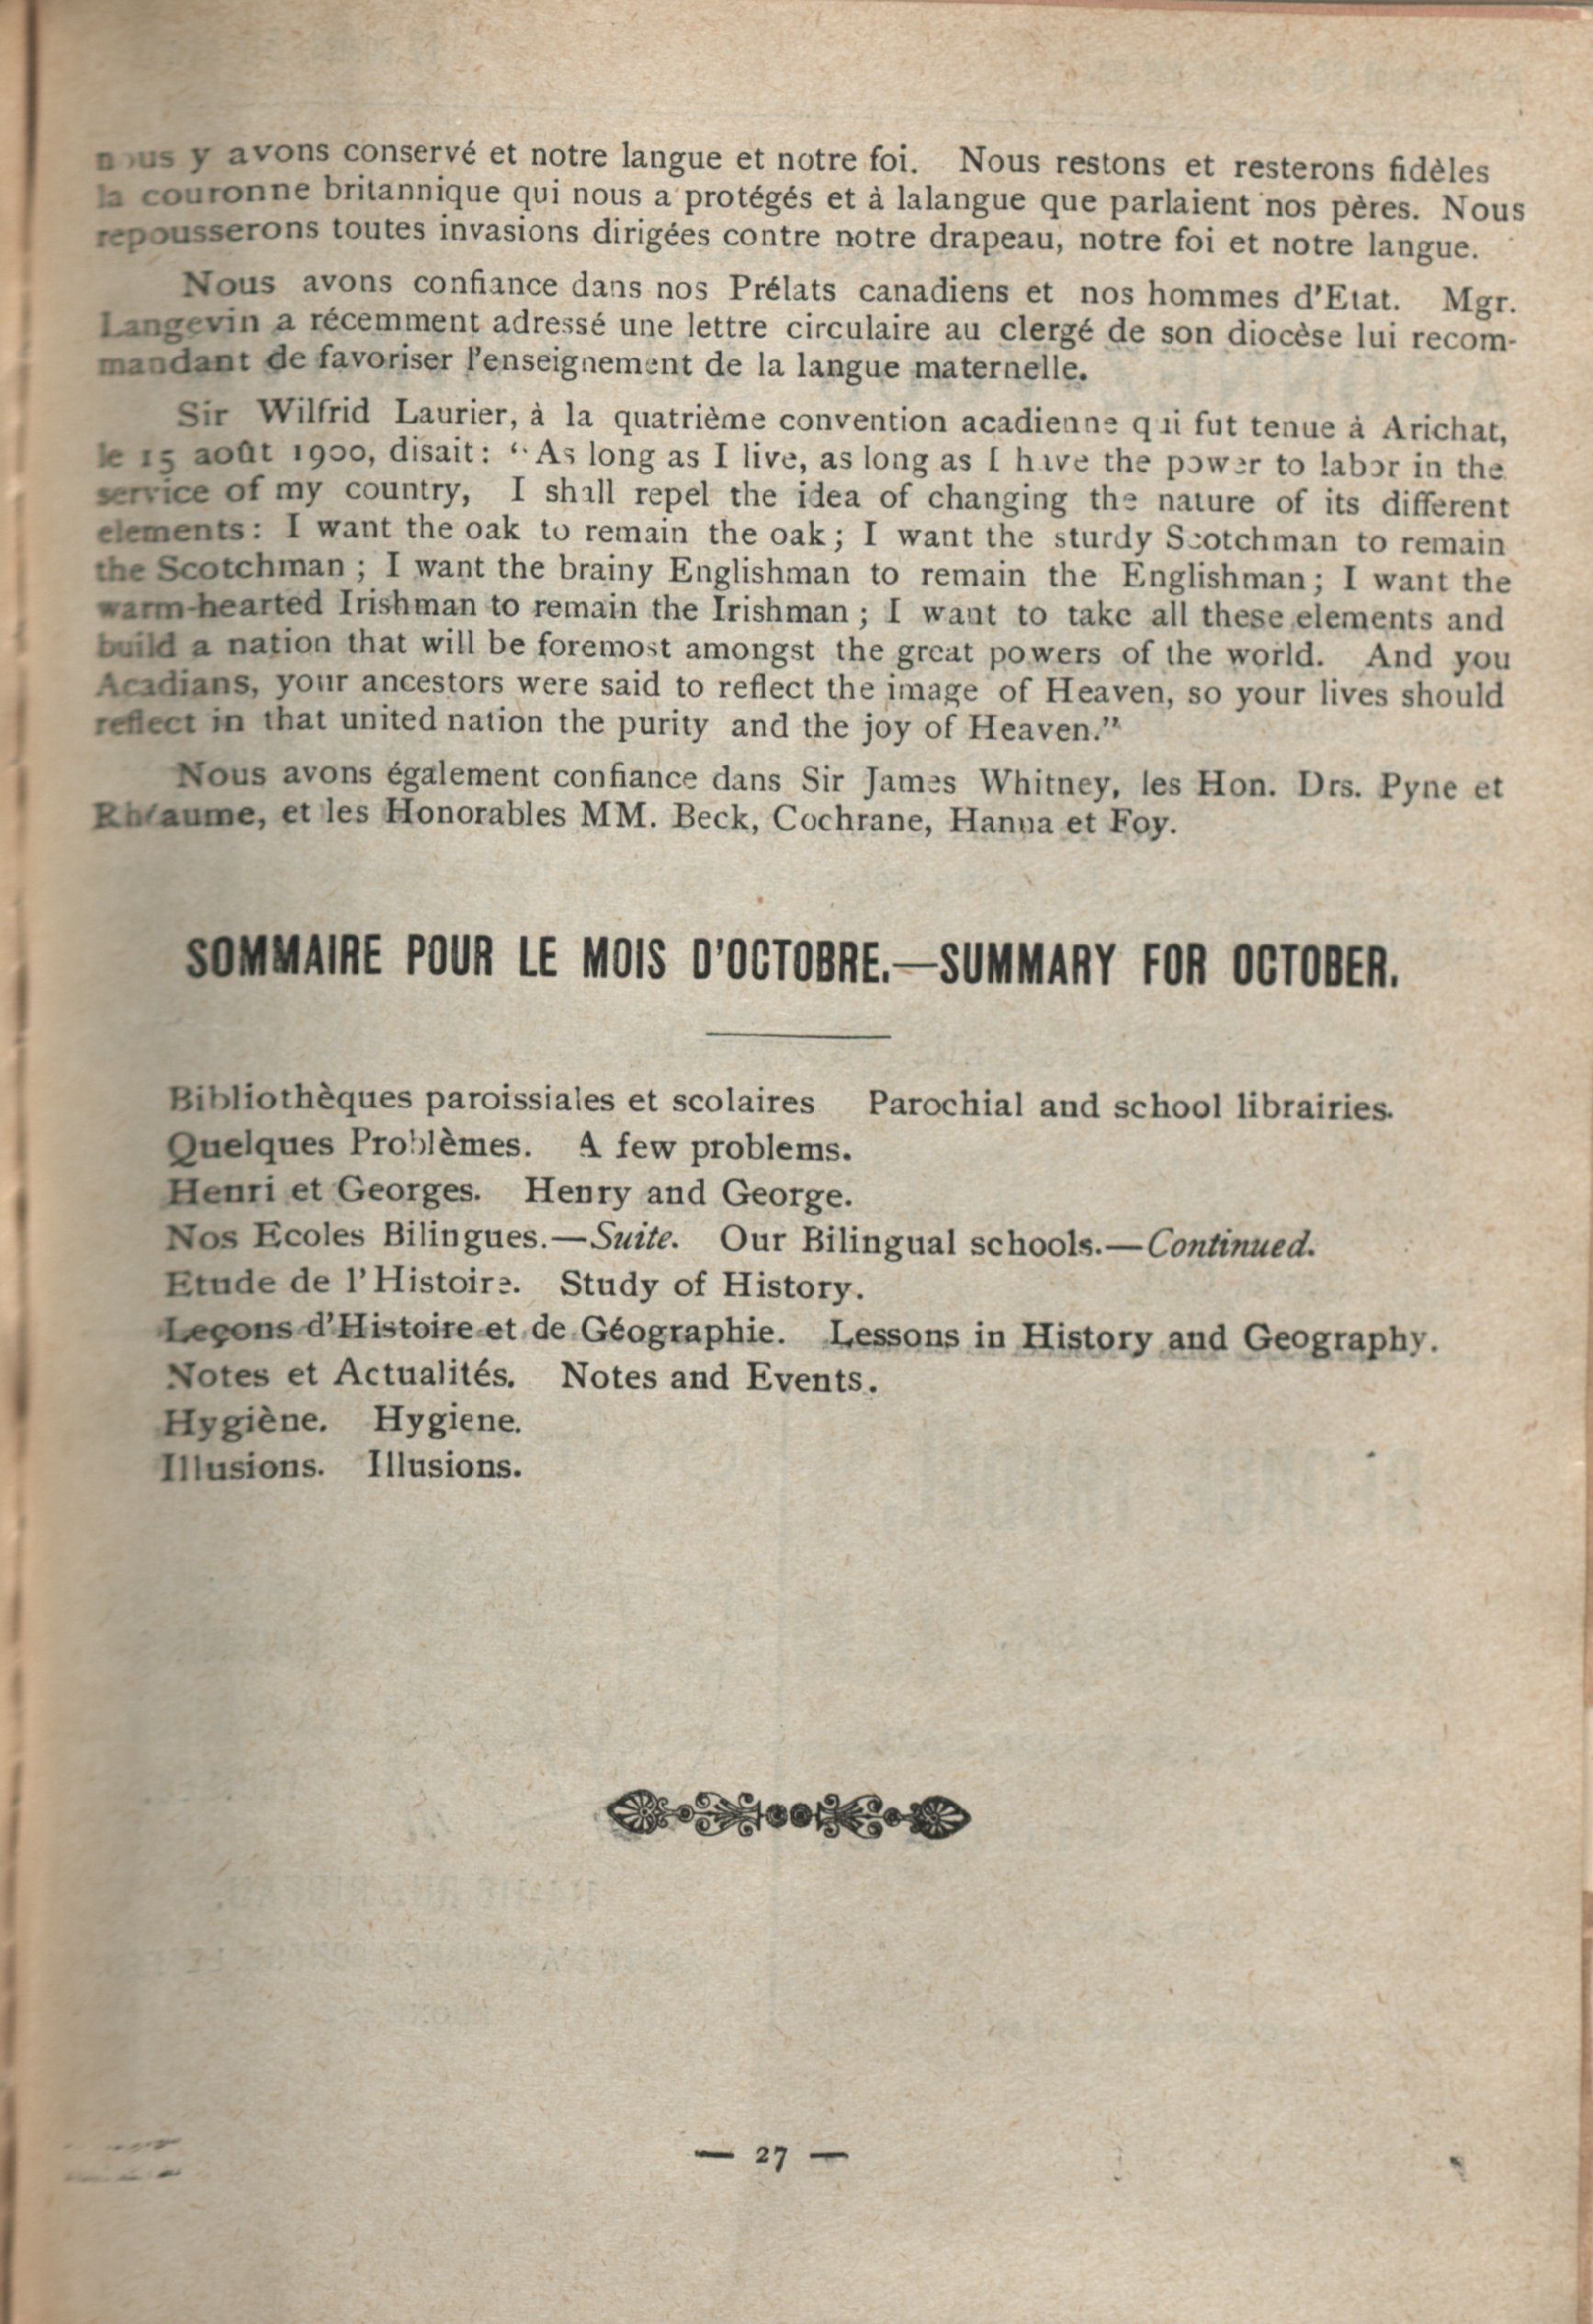 nous y avons conservé et notre langue et notre foi. Nous restons et resterons fidèles
la couronne britannique qui nous a protégés et à lalangue que parlaient nos pères. Nous
repousserons toutes invasions dirigées contre notre drapeau, notre foi et notre langue.
Nous avons confiance dans nos Prélats canadiens et nos hommes d'Etat. Mgr.
Langevin a récemment adressé une lettre circulaire au clergé de son diocèse lui recom-
mandant de favoriser l'enseignement de la langue maternelle.
Sir Wilfrid Laurier, à la quatrième convention acadienne qui fut tenue à Arichat,
le 15 août 1900, disait : "As long as I live, as long as I have the power to labor in the
service of my country, I shall repel the idea of changing the nature of its different
elements : I want the oak to remain the oak ; I want the sturdy Scotchman to remain
the Scotchman ; I want the brainy Englishman to remain the Englishman ; I want the
warm-hearted Irishman to remain the Irishman ; I want to take all these elements and
build a nation that will be foremost amongst the great powers of the world. And you
Acadians, your ancestors were said to reflect the image of Heaven, so your lives should
reflect in that united nation the purity and the joy of Heaven."
Nous avons également confiance dans Sir James Whitney, les Hon. Drs. Pyne et
Rhéaume, et les Honorables MM. Beck, Cochrane, Hanna et Foy.
SOMMAIRE POUR LE MOIS D'OCTOBRE.—SUMMARY FOR OCTOBER.
Bibliothèques paroissiales et scolaires Parochial and school librairies.
Quelques Problèmes. A few problems.
Henri et Georges. Henry and George.
Nos Ecoles Bilingues.—Suite. Our Bilingual schools.—Continued.
Etude de l'Histoire. Study of History.
Leçons d'Histoire et de Géographie. Lessons in History and Geography.
Notes et Actualités. Notes and Events.
Hygiène. Hygiene.
Illusions. Illusions.
— 27 —